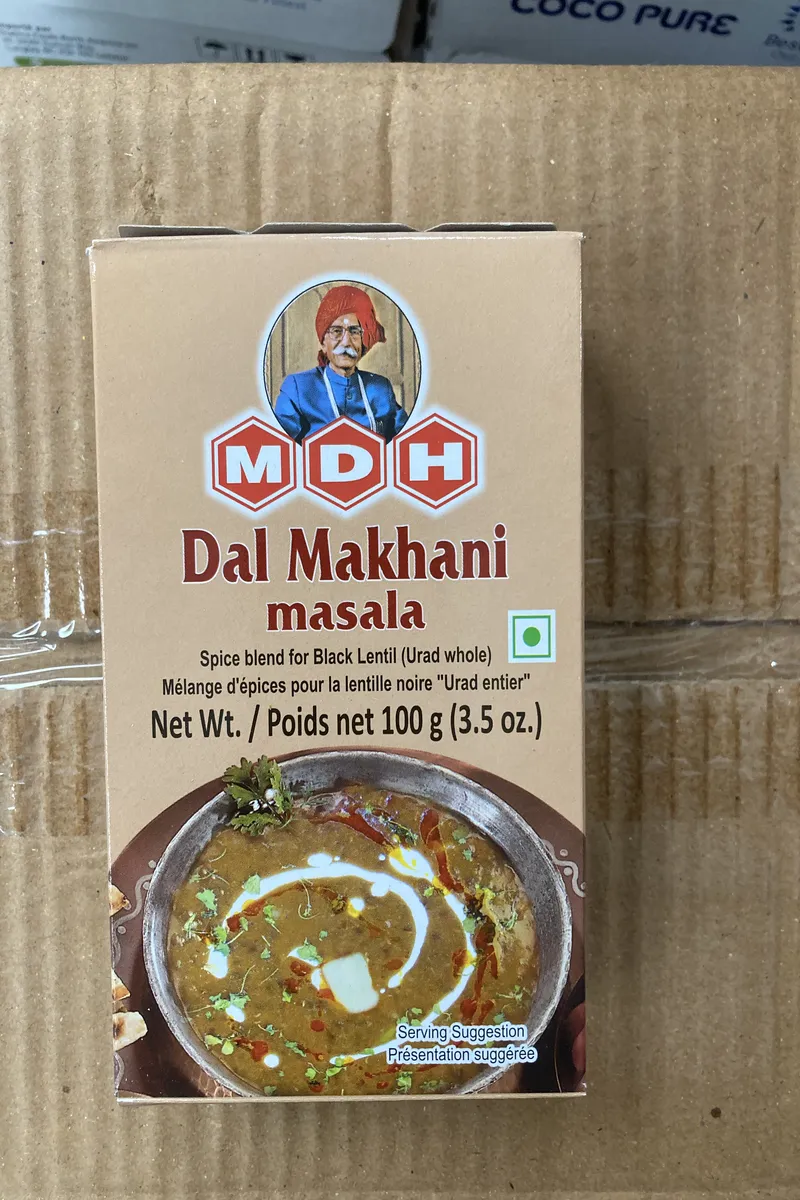 COCO PURE
MDH
Dal Makhani
masala
Spice blend for Black Lentil (Urad whole)
Mélange d'épices pour la lentille noire "Urad entier"
Net Wt. / Poids net 100 g (3.5 oz.)
Serving Suggestion
Présentation suggérée